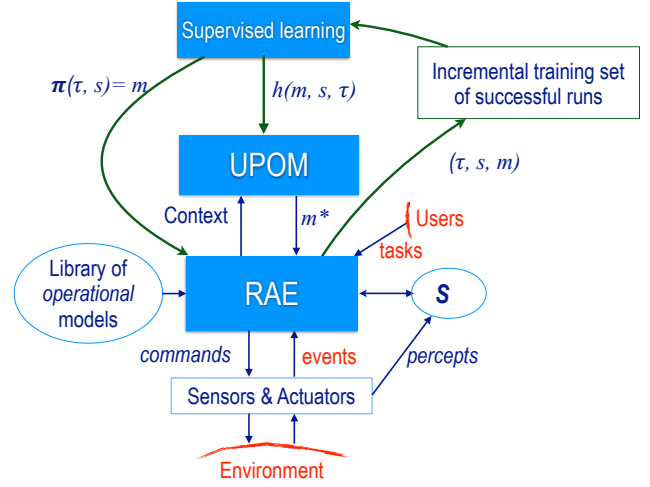 Supervised learning
π(τ, s)= m
h(m, s, τ)
Incremental training set
of successful runs
UPOM
(τ, s, m)
Context
m*
Users
tasks
Library of
operational
models
RAE
S
commands
events
percepts
Sensors & Actuators
Environment